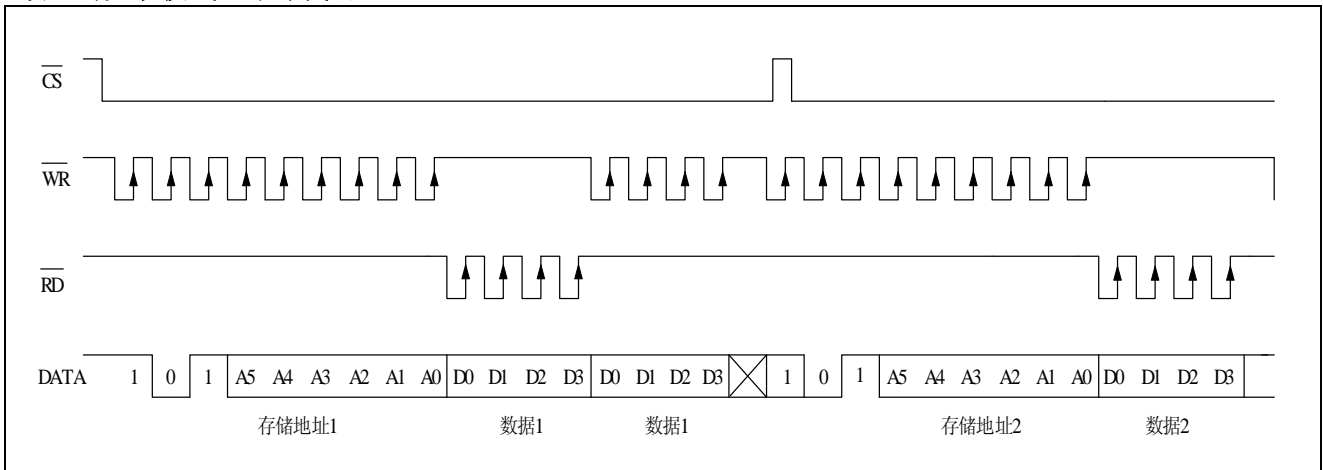 CS
WR
RD
DATA 1 0 1 A5 A4 A3 A2 A1 A0 D0 D1 D2 D3 D0 D1 D2 D3 1 0 1 A5 A4 A3 A2 A1 A0 D0 D1 D2 D3
存储地址1 数据1 数据1 存储地址2 数据2